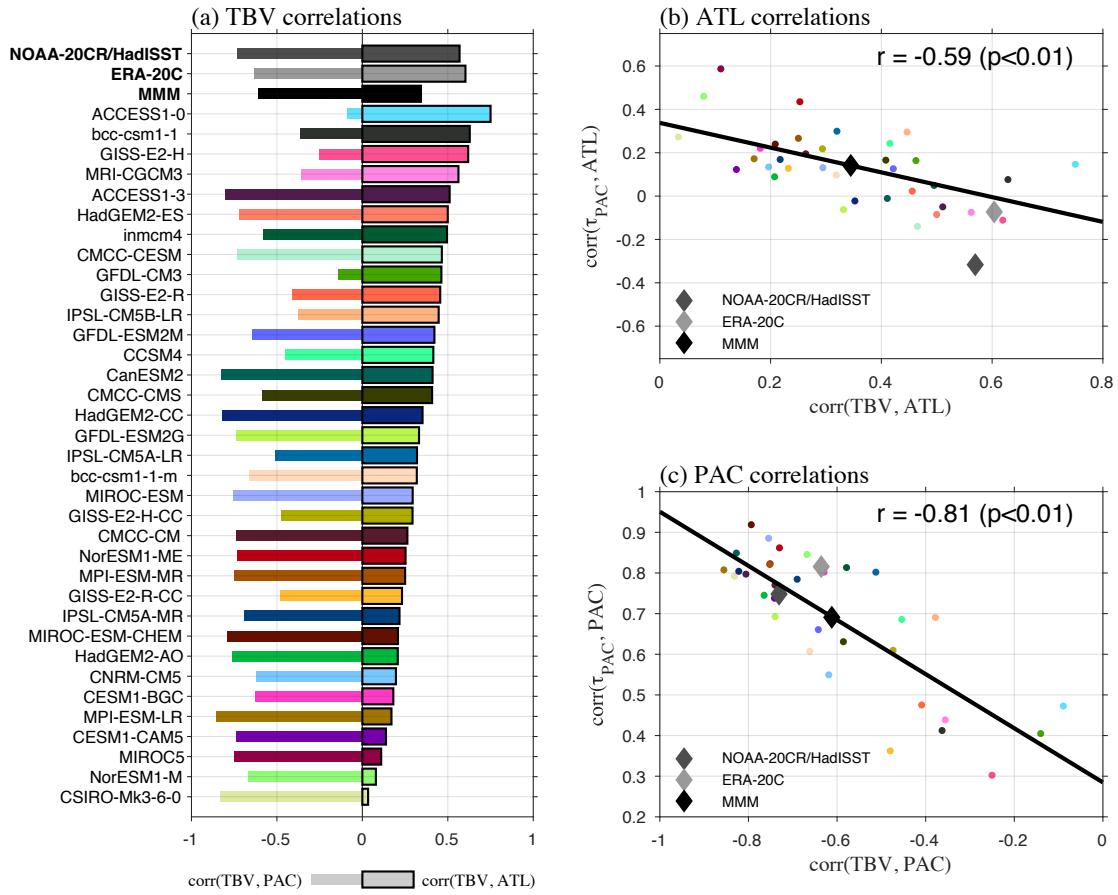 (a) TBV correlations
NOAA-20CR/HadISST
ERA-20C
MMM
ACCESS1-0
bcc-csm1-1
GISS-E2-H
MRI-CGCM3
ACCESS1-3
HadGEM2-ES
inmcm4
CMCC-CESM
GFDL-CM3
GISS-E2-R
IPSL-CM5B-LR
GFDL-ESM2M
CCSM4
CanESM2
CMCC-CMS
HadGEM2-CC
GFDL-ESM2G
IPSL-CM5A-LR
bcc-csm1-1-m
MIROC-ESM
GISS-E2-H-CC
CMCC-CM
NorESM1-ME
MPI-ESM-MR
GISS-E2-R-CC
IPSL-CM5A-MR
MIROC-ESM-CHEM
HadGEM2-AO
CNRM-CM5
CESM1-BGC
MPI-ESM-LR
CESM1-CAM5
MIROC5
NorESM1-M
CSIRO-Mk3-6-0
-1 -0.5 0 0.5 1
corr(TBV, PAC) corr(TBV, ATL)
(b) ATL correlations
r = -0.59 (p<0.01)
corr(τPAC, ATL)
0.6
0.4
0.2
0
-0.2
-0.4
-0.6
NOAA-20CR/HadISST
ERA-20C
MMM
0 0.2 0.4 0.6 0.8
corr(TBV, ATL)
(c) PAC correlations
r = -0.81 (p<0.01)
corr(τPAC, PAC)
1
0.9
0.8
0.7
0.6
0.5
0.4
0.3
0.2
NOAA-20CR/HadISST
ERA-20C
MMM
-1 -0.8 -0.6 -0.4 -0.2 0
corr(TBV, PAC)